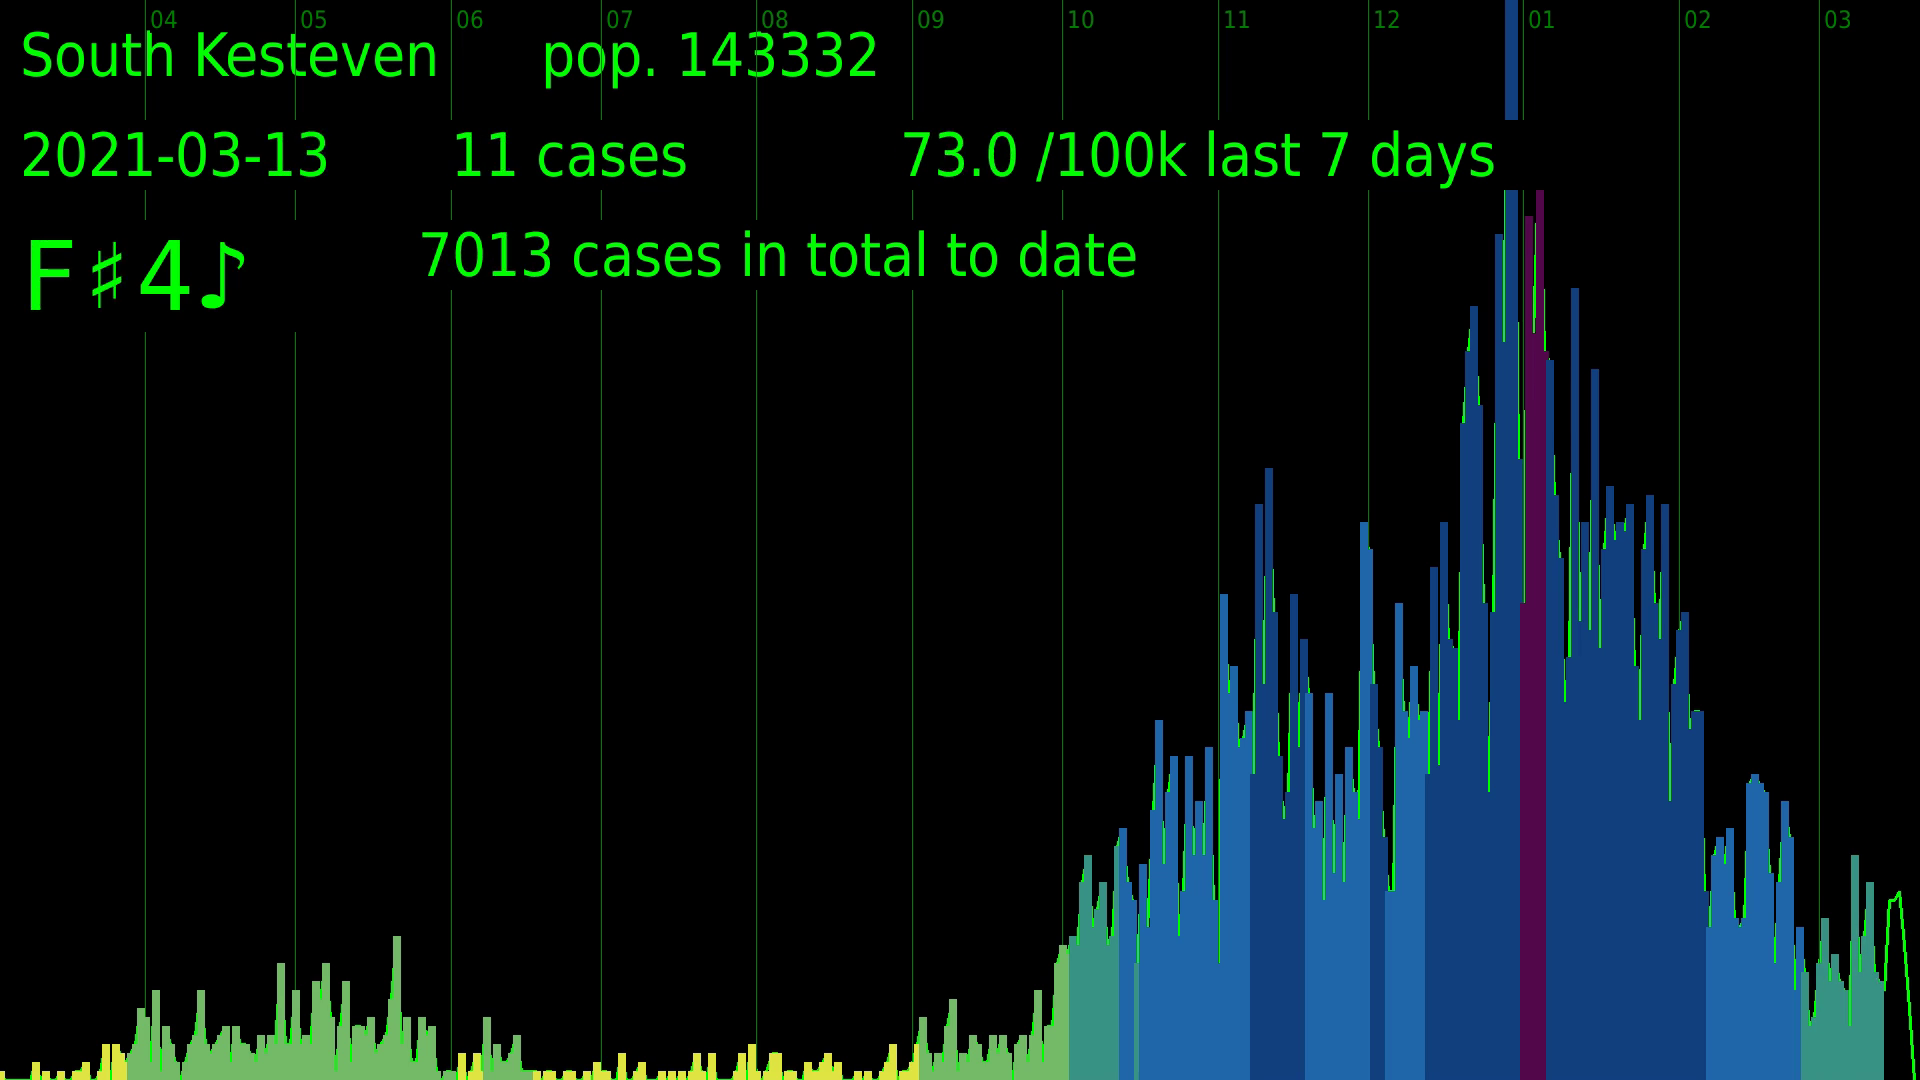 04 05 06 07 08 09 10 11 12 01 02 03
South Kesteven pop. 143332
2021-03-13 11 cases 73.0 /100k last 7 days
F♯4♪ 7013 cases in total to date